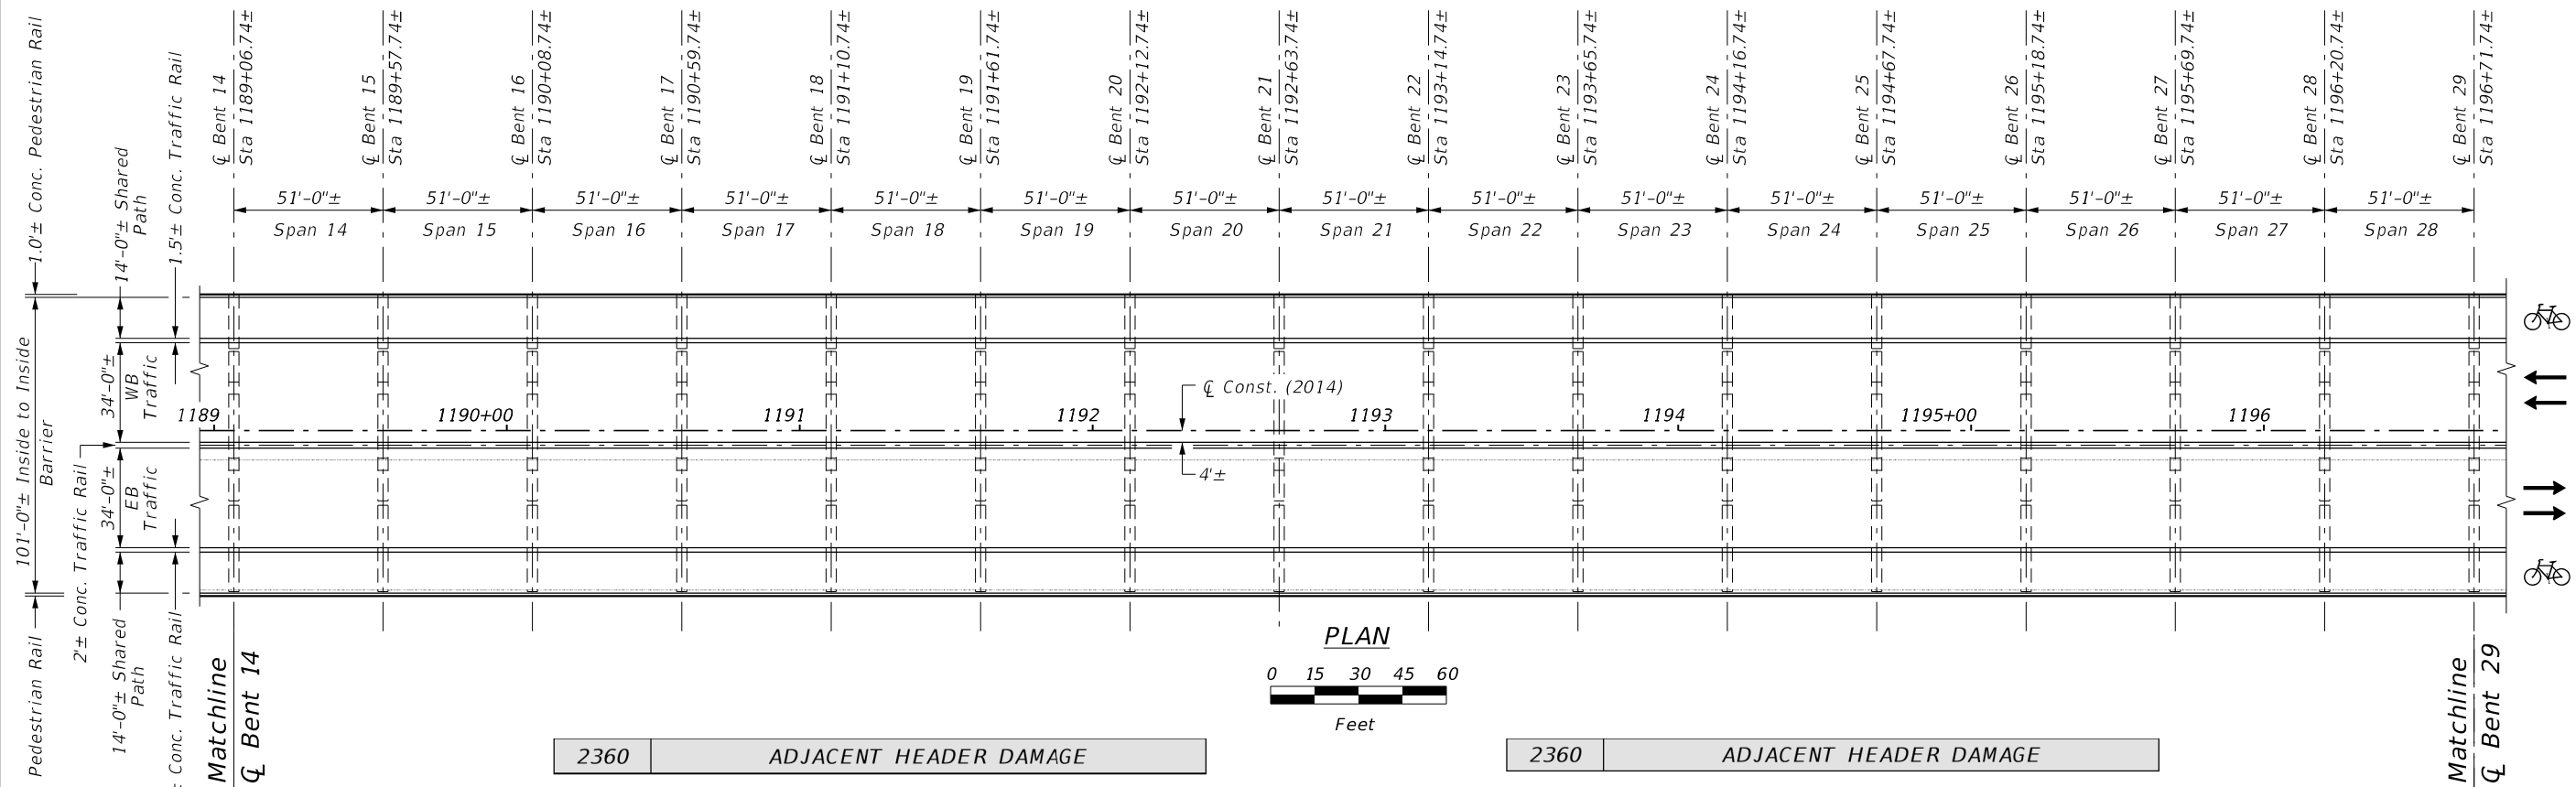 1.0'± Conc. Pedestrian Rail
14'-0"± Shared
Path
1.5'± Conc. Traffic Rail
℄ Bent 14
Sta 1189+06.74±
℄ Bent 15
Sta 1189+57.74±
℄ Bent 16
Sta 1190+08.74±
℄ Bent 17
Sta 1190+59.74±
℄ Bent 18
Sta 1191+10.74±
℄ Bent 19
Sta 1191+61.74±
℄ Bent 20
Sta 1192+12.74±
℄ Bent 21
Sta 1192+63.74±
℄ Bent 22
Sta 1193+14.74±
℄ Bent 23
Sta 1193+65.74±
℄ Bent 24
Sta 1194+16.74±
℄ Bent 25
Sta 1194+67.74±
℄ Bent 26
Sta 1195+18.74±
℄ Bent 27
Sta 1195+69.74±
℄ Bent 28
Sta 1196+20.74±
℄ Bent 29
Sta 1196+71.74±
51'-0"± 51'-0"± 51'-0"± 51'-0"± 51'-0"± 51'-0"± 51'-0"± 51'-0"± 51'-0"± 51'-0"± 51'-0"± 51'-0"± 51'-0"± 51'-0"± 51'-0"±
Span 14 Span 15 Span 16 Span 17 Span 18 Span 19 Span 20 Span 21 Span 22 Span 23 Span 24 Span 25 Span 26 Span 27 Span 28
101'-0"± Inside to Inside
Barrier
34'-0"±
WB
Traffic
℄ Const. (2014)
1189 1190+00 1191 1192 1193 1194 1195+00 1196
2'± Conc. Traffic Rail
34'-0"±
EB
Traffic
4'±
Pedestrian Rail
14'-0"± Shared
Path
Conc. Traffic Rail
Matchline
℄ Bent 14
PLAN
0 15 30 45 60
Feet
Matchline
℄ Bent 29
2360 ADJACENT HEADER DAMAGE
2360 ADJACENT HEADER DAMAGE